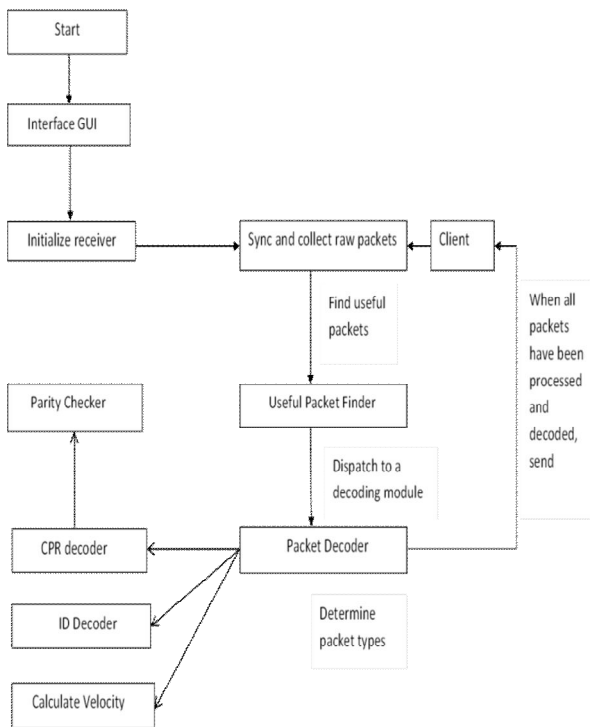 Start
Interface GUI
Initialize receiver
Sync and collect raw packets
Client
Find useful
packets
When all
packets
have been
processed
and
decoded,
send
Parity Checker
Useful Packet Finder
Dispatch to a
decoding module
CPR decoder
Packet Decoder
ID Decoder
Determine
packet types
Calculate Velocity